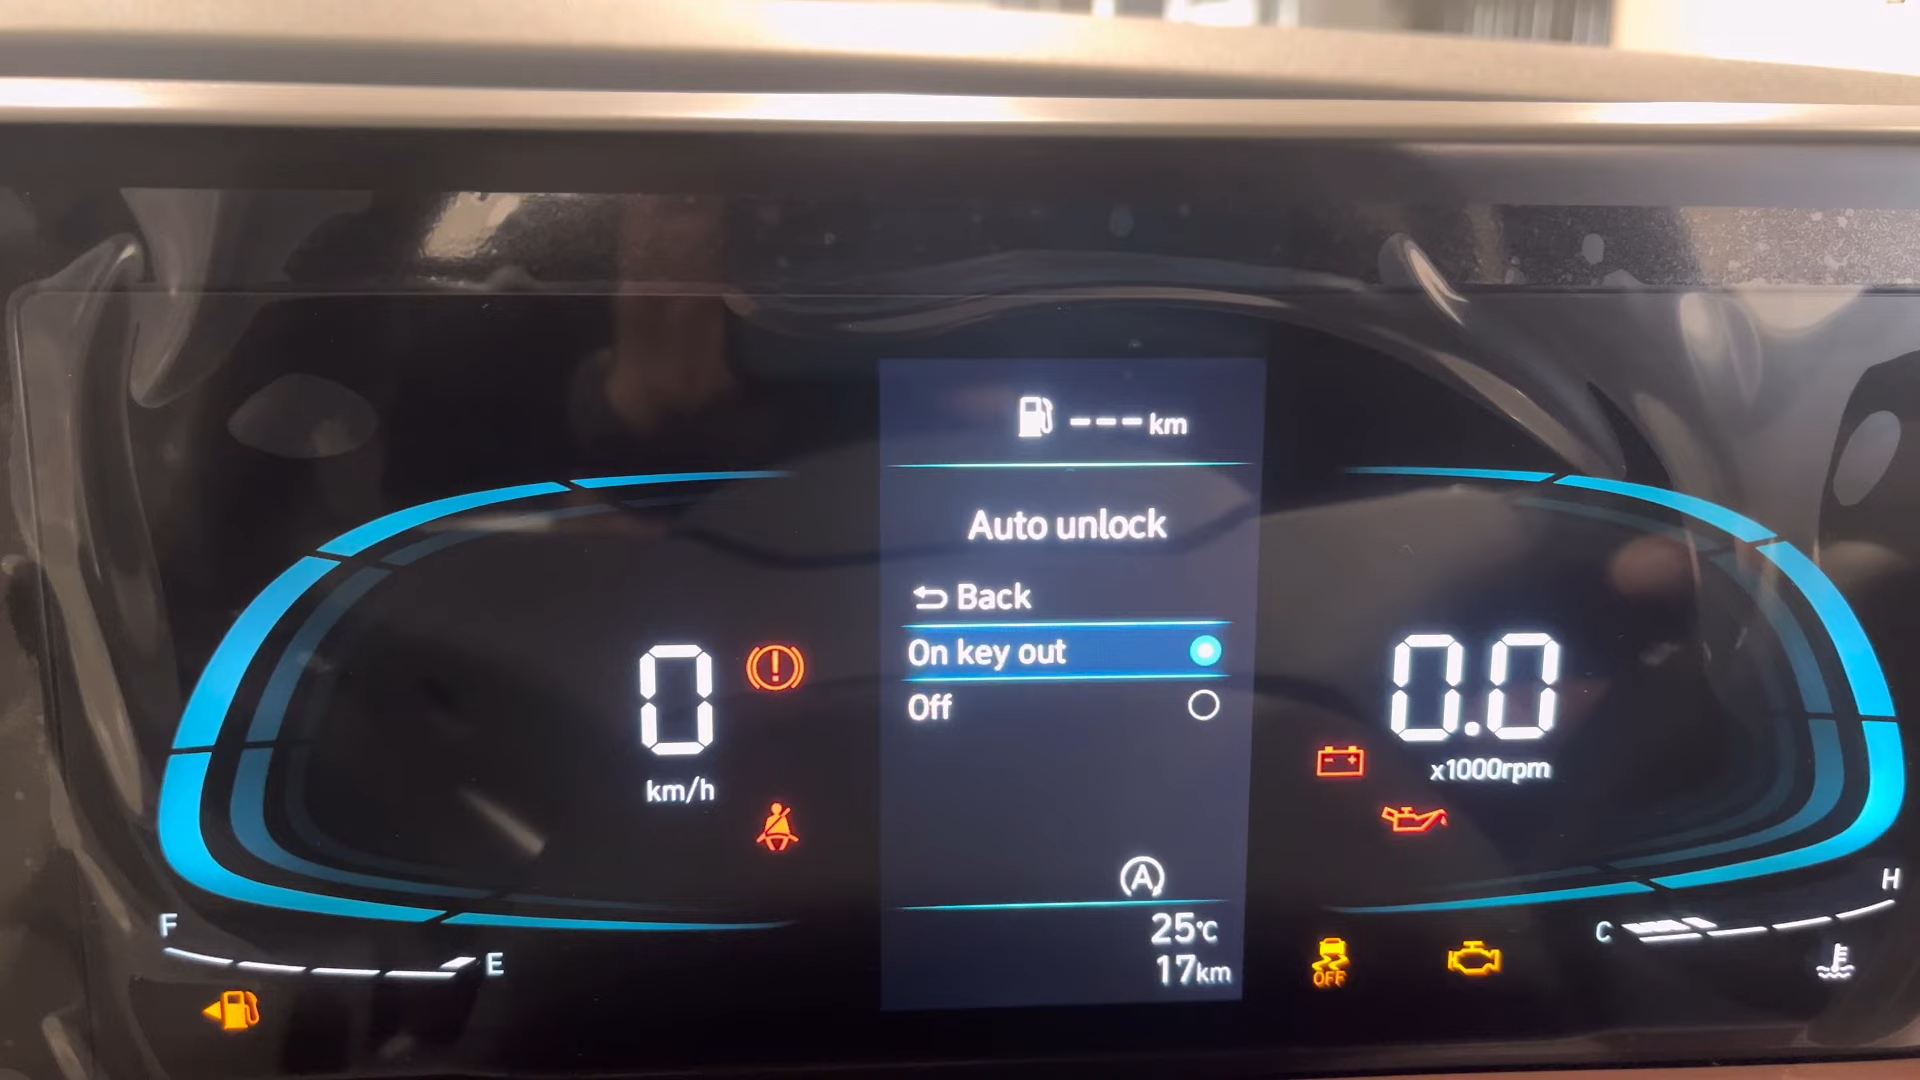 --- km
Auto unlock
Back
On key out
Off
0
km/h
0.0
x1000rpm
A
25°C
17km
F
E
OFF
C
H